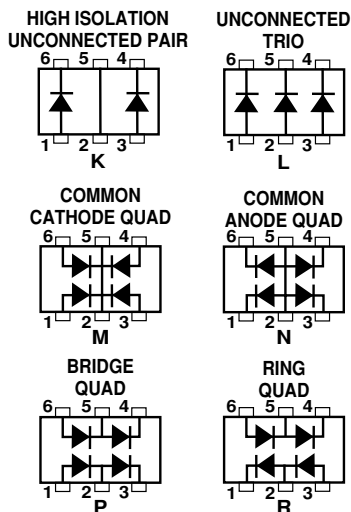 HIGH ISOLATION
UNCONNECTED PAIR
6 5 4
1 2 3
K
UNCONNECTED
TRIO
6 5 4
1 2 3
L
COMMON
CATHODE QUAD
6 5 4
1 2 3
M
COMMON
ANODE QUAD
6 5 4
1 2 3
N
BRIDGE
QUAD
6 5 4
1 2 3
P
RING
QUAD
6 5 4
1 2 3
R